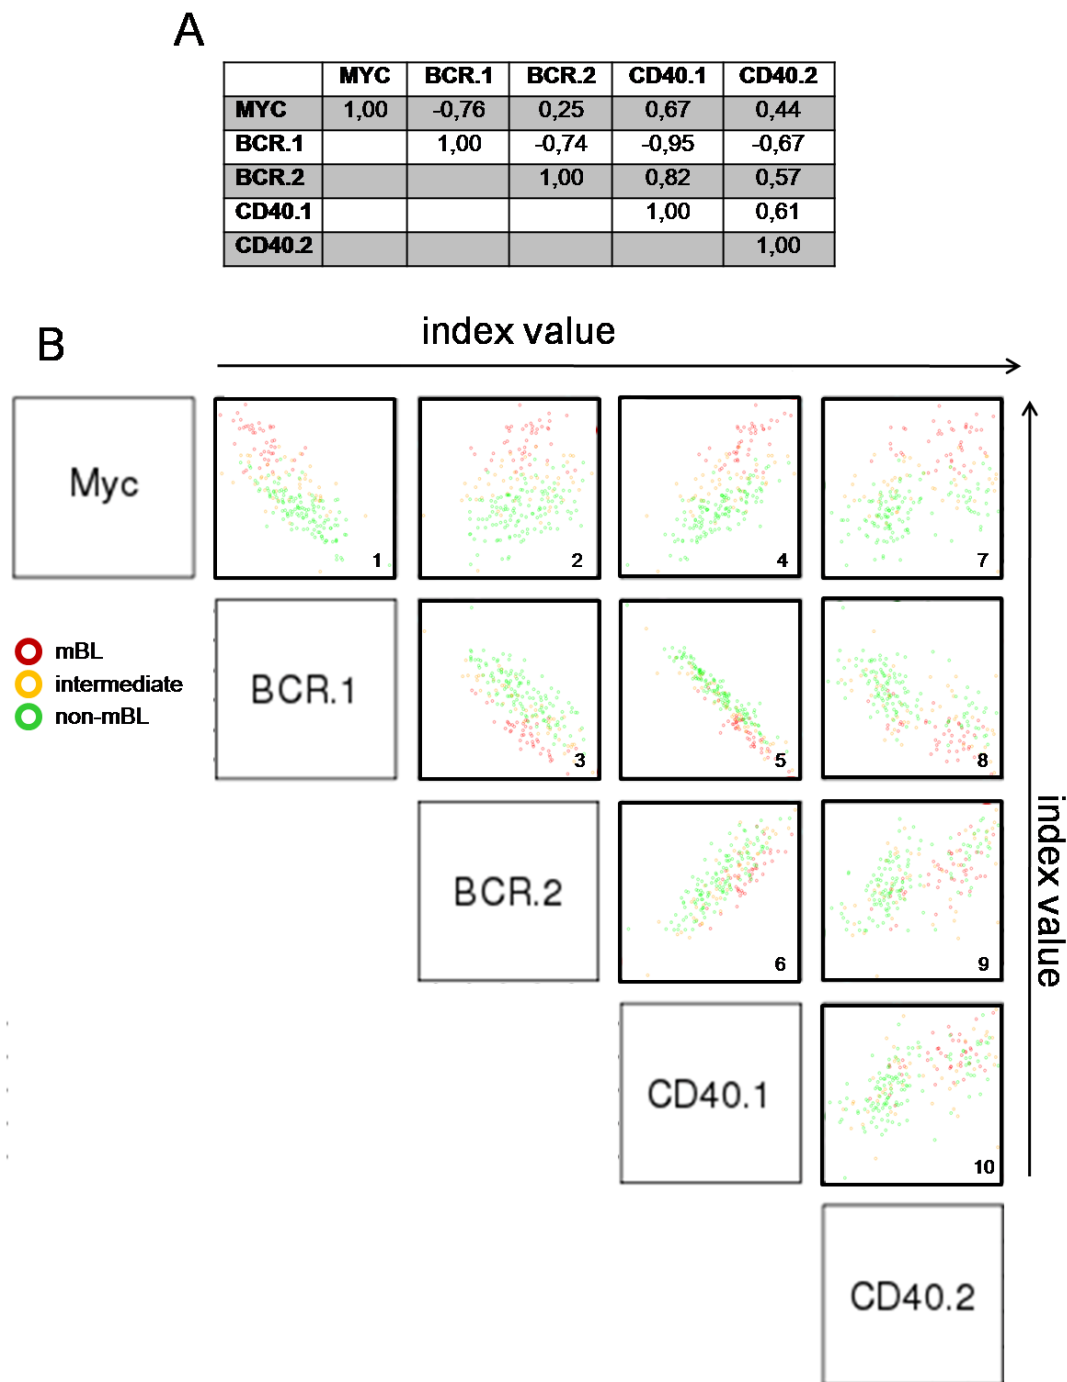 A
MYC BCR.1 BCR.2 CD40.1 CD40.2
MYC 1,00 -0,76 0,25 0,67 0,44
BCR.1 1,00 -0,74 -0,95 -0,67
BCR.2 1,00 0,82 0,57
CD40.1 1,00 0,61
CD40.2 1,00
B
index value
Myc
1
2
4
7
mBL
intermediate
non-mBL
BCR.1
3
5
8
index value
BCR.2
6
9
CD40.1
10
CD40.2